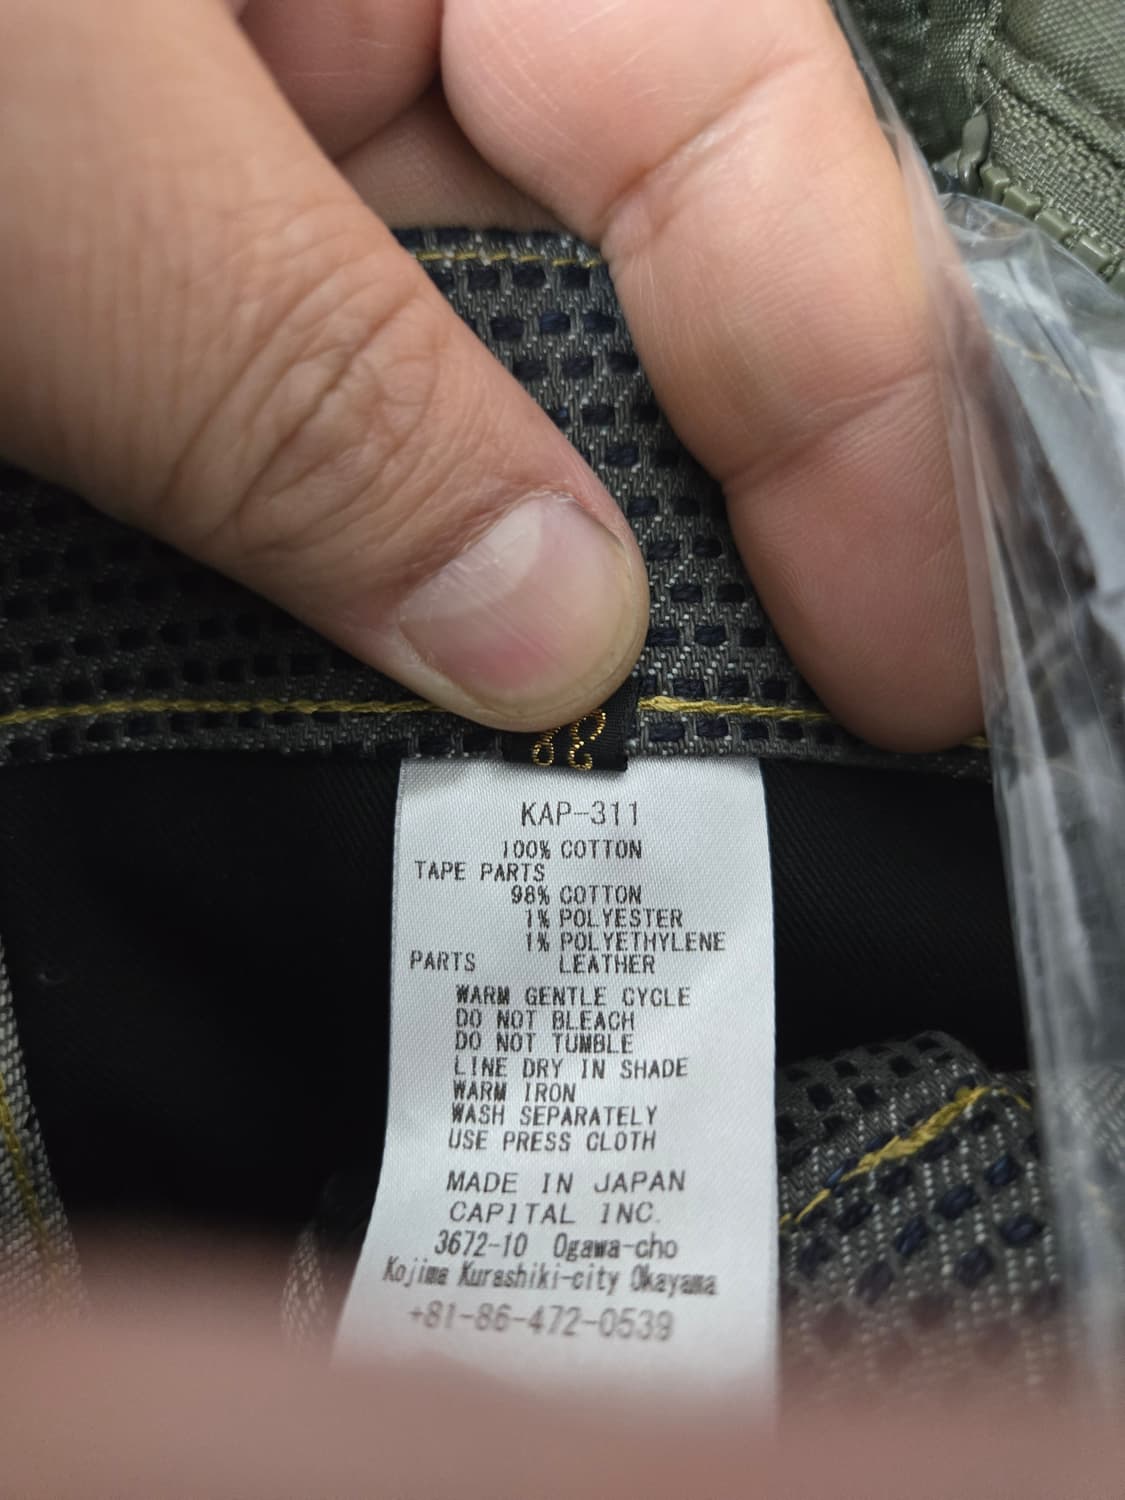 KAP-311
100% COTTON
TAPE PARTS
98% COTTON
1% POLYESTER
1% POLYETHYLENE
PARTS LEATHER
WARM GENTLE CYCLE
DO NOT BLEACH
DO NOT TUMBLE
LINE DRY IN SHADE
WARM IRON
WASH SEPARATELY
USE PRESS CLOTH
MADE IN JAPAN
CAPITAL INC.
3672-10 Ogawa-cho
Kojima Kurashiki-city Okayama
+81-86-472-0539